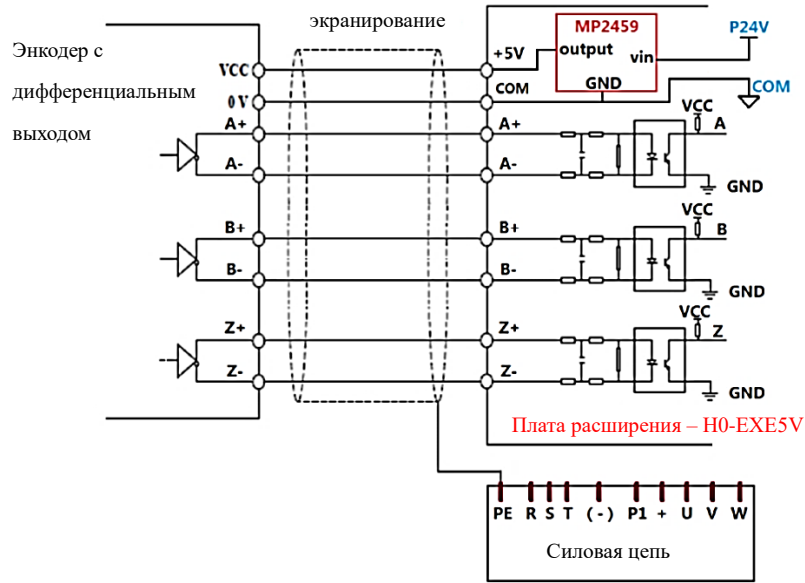 экранирование
Энкодер с
дифференциальным
выходом
MP2459
output
vin
GND
P24V
COM
VCC
+5V
0 V
COM
A+
A+
A-
A-
VCC
A
GND
B+
B+
B-
B-
VCC
B
GND
Z+
Z+
Z-
Z-
VCC
Z
GND
Плата расширения – H0-EXE5V
PE R S T (-) P1 + U V W
Силовая цепь